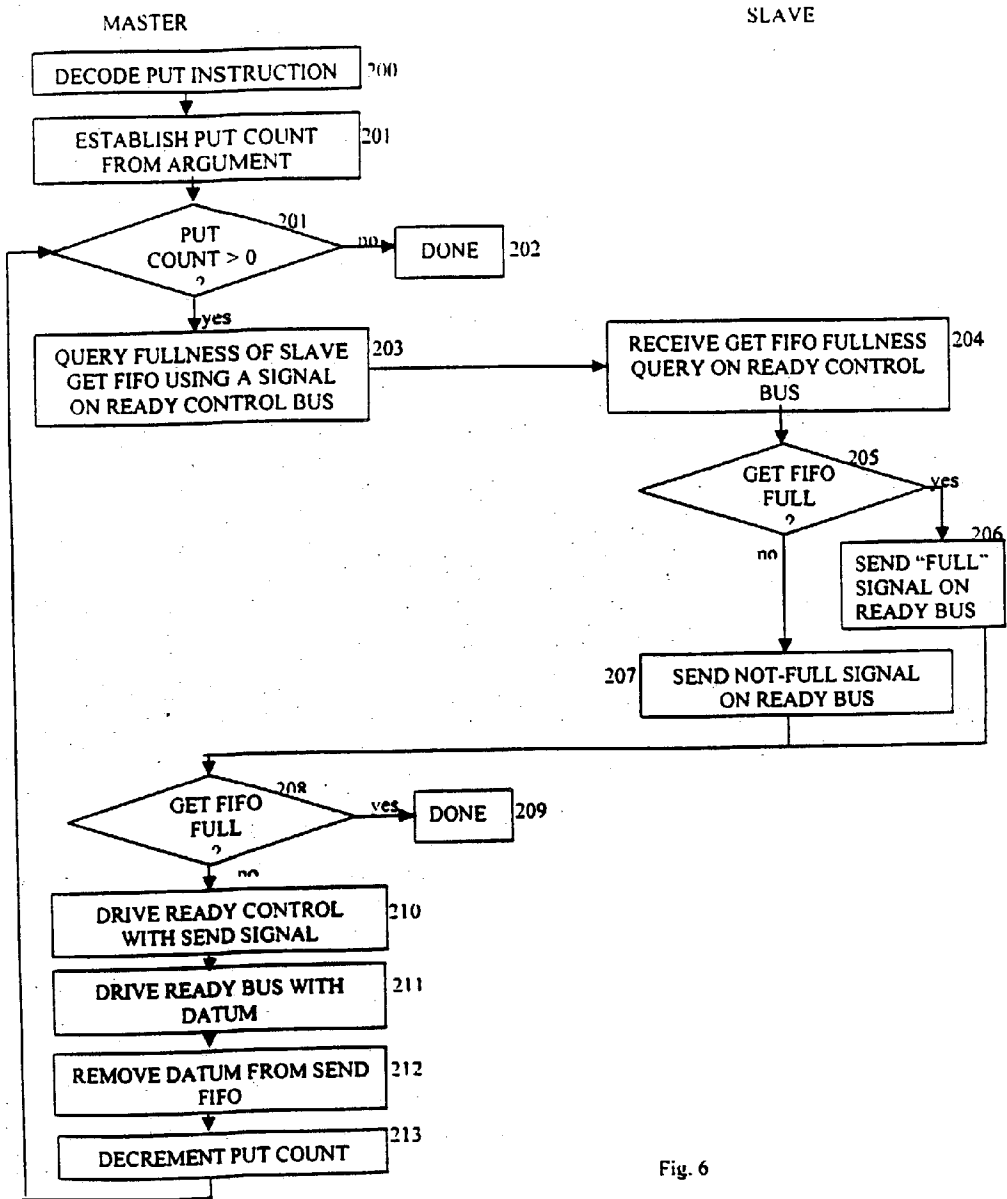 MASTER
SLAVE
DECODE PUT INSTRUCTION
200
ESTABLISH PUT COUNT
FROM ARGUMENT
201
PUT
COUNT > 0
?
201
no
DONE
202
yes
QUERY FULLNESS OF SLAVE
GET FIFO USING A SIGNAL
ON READY CONTROL BUS
203
RECEIVE GET FIFO FULLNESS
QUERY ON READY CONTROL
BUS
204
GET FIFO
FULL
?
205
yes
no
206
SEND “FULL”
SIGNAL ON
READY BUS
207
SEND NOT-FULL SIGNAL
ON READY BUS
GET FIFO
FULL
?
208
yes
DONE
209
no
DRIVE READY CONTROL
WITH SEND SIGNAL
210
DRIVE READY BUS WITH
DATUM
211
REMOVE DATUM FROM SEND
FIFO
212
DECREMENT PUT COUNT
213
Fig. 6